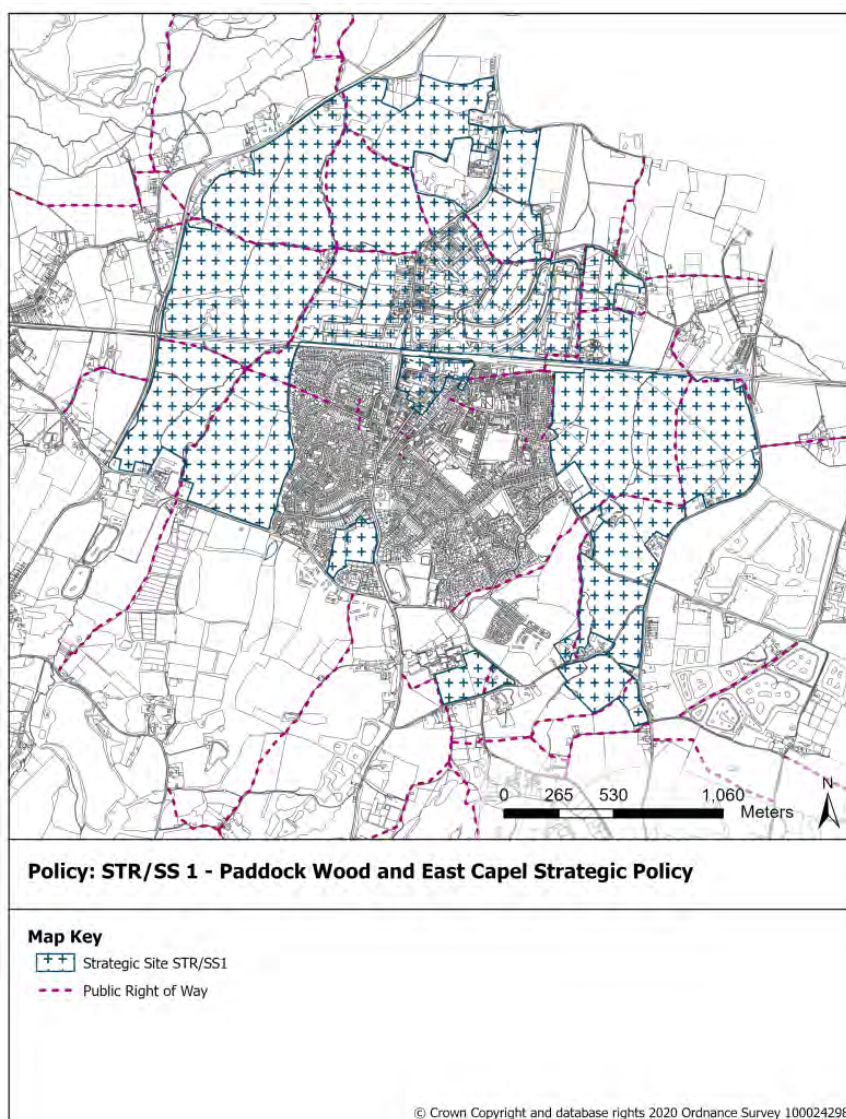 0 265 530 1,060
Meters
N
Policy: STR/SS 1 - Paddock Wood and East Capel Strategic Policy
Map Key
Strategic Site STR/SS1
Public Right of Way
© Crown Copyright and database rights 2020 Ordnance Survey 100024298